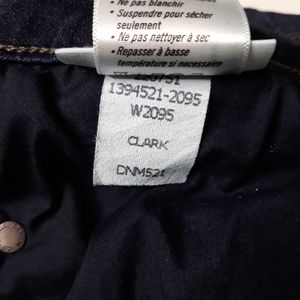 • Ne pas blanchir
• Suspendre pour sécher
seulement
• Ne pas nettoyer à sec
• Repasser à basse
température si nécessaire
1394521-2095
W2095
CLARK
DNM521